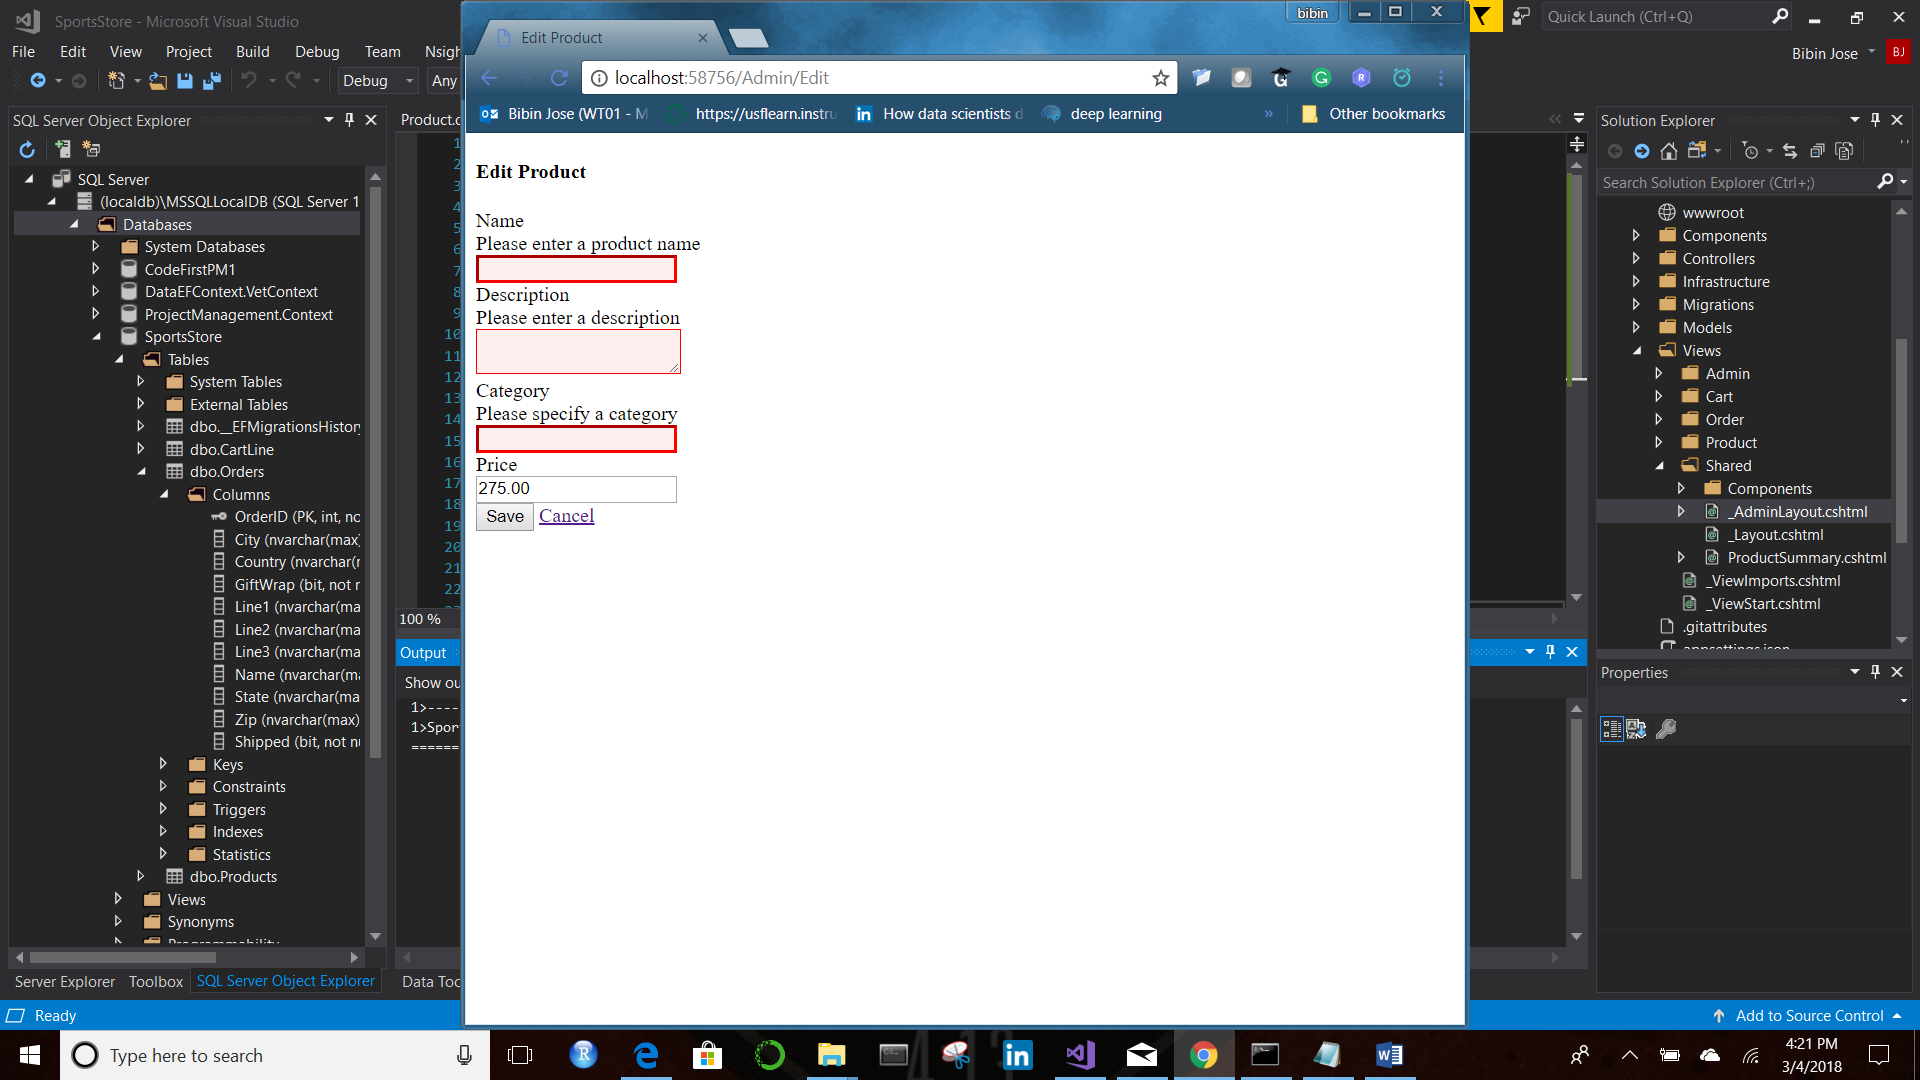 SportsStore - Microsoft Visual Studio
Quick Launch (Ctrl+Q)
File Edit View Project Build Debug Team Nsigh
Bibin Jose BJ
Debug Any
SQL Server Object Explorer
SQL Server
(localdb)\MSSQLLocalDB (SQL Server 1
Databases
System Databases
CodeFirstPM1
DataEFContext.VetContext
ProjectManagement.Context
SportsStore
Tables
System Tables
External Tables
dbo.__EFMigrationsHistory
dbo.CartLine
dbo.Orders
Columns
OrderID (PK, int, no
City (nvarchar(max)
Country (nvarchar(r
GiftWrap (bit, not r
Line1 (nvarchar(ma
Line2 (nvarchar(ma
Line3 (nvarchar(ma
Name (nvarchar(m
State (nvarchar(ma
Zip (nvarchar(max)
Shipped (bit, not nu
Keys
Constraints
Triggers
Indexes
Statistics
dbo.Products
Views
Synonyms
Programmability
Server Explorer Toolbox SQL Server Object Explorer
Product.c
1
2
3
4
5
6
7
8
9
10
11
12
13
14
15
16
17
18
19
20
21
22
100 %
Output
Show ou
1>----
1>Spor
======
Data Too
bibin
Edit Product
localhost:58756/Admin/Edit
Bibin Jose (WT01 - M https://usflearn.instru How data scientists d deep learning » Other bookmarks
Edit Product
Name
Please enter a product name
Description
Please enter a description
Category
Please specify a category
Price
275.00
Save Cancel
Solution Explorer
Search Solution Explorer (Ctrl+;)
wwwroot
Components
Controllers
Infrastructure
Migrations
Models
Views
Admin
Cart
Order
Product
Shared
Components
_AdminLayout.cshtml
_Layout.cshtml
ProductSummary.cshtml
_ViewImports.cshtml
_ViewStart.cshtml
.gitattributes
appsettings.json
Properties
Ready
Add to Source Control
Type here to search
4:21 PM
3/4/2018